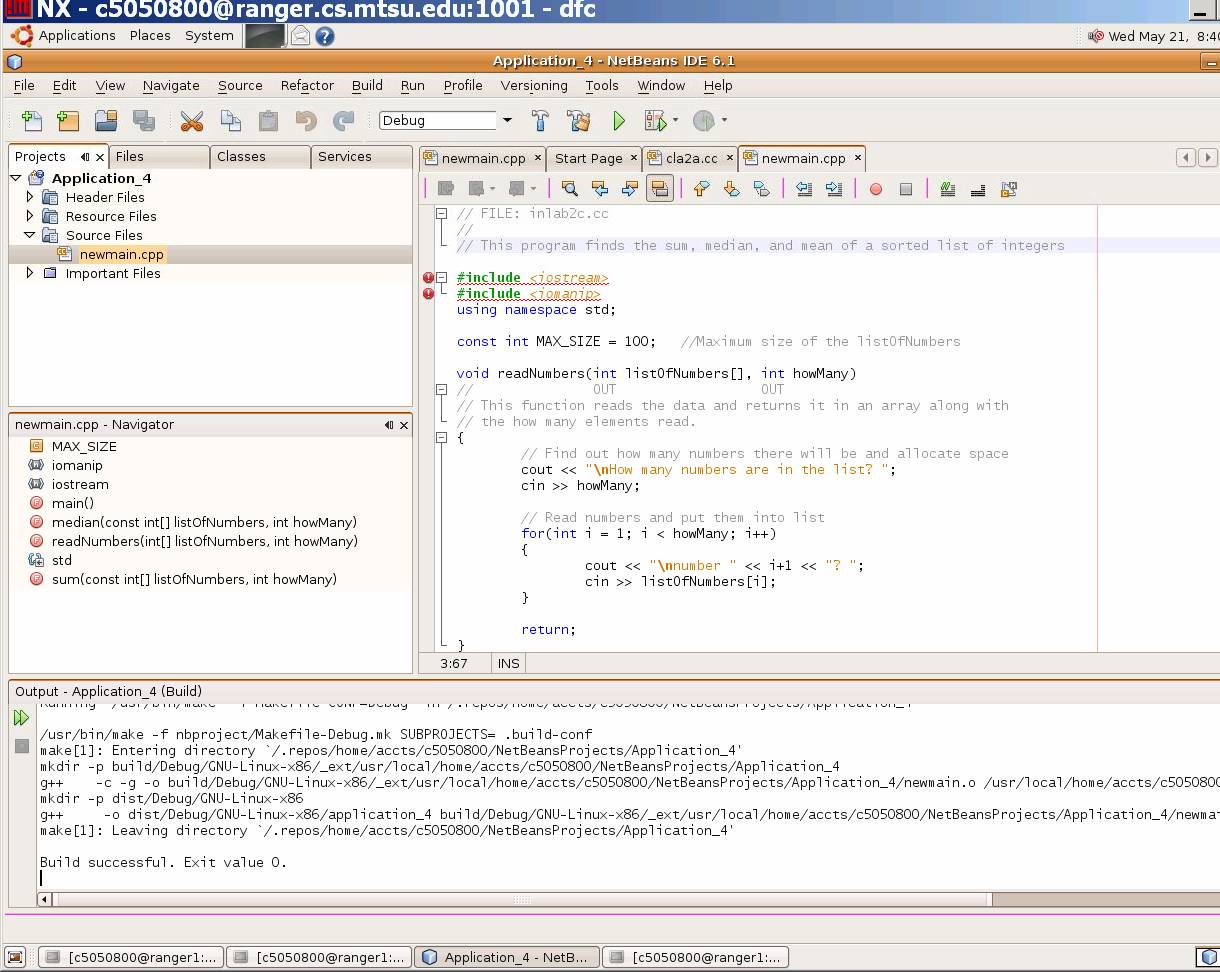 NX - c5050800@ranger.cs.mtsu.edu:1001 - dfc
Applications Places System Wed May 21, 8:40
Application_4 - NetBeans IDE 6.1
File Edit View Navigate Source Refactor Build Run Profile Versioning Tools Window Help
Debug
Projects Files Classes Services
Application_4
Header Files
Resource Files
Source Files
newmain.cpp
Important Files
newmain.cpp - Navigator
MAX_SIZE
iomanip
iostream
main()
median(const int[] listOfNumbers, int howMany)
readNumbers(int[] listOfNumbers, int howMany)
std
sum(const int[] listOfNumbers, int howMany)
newmain.cpp Start Page cla2a.cc newmain.cpp
// FILE: inlab2c.cc
//
// This program finds the sum, median, and mean of a sorted list of integers
#include <iostream>
#include <iomanip>
using namespace std;
const int MAX_SIZE = 100; //Maximum size of the listOfNumbers
void readNumbers(int listOfNumbers[], int howMany)
// OUT OUT
// This function reads the data and returns it in an array along with
// the how many elements read.
{
// Find out how many numbers there will be and allocate space
cout << "\nHow many numbers are in the list? ";
cin >> howMany;
// Read numbers and put them into list
for(int i = 1; i < howMany; i++)
{
cout << "\nnumber " << i+1 << "? ";
cin >> listOfNumbers[i];
}
return;
}
3:67 INS
Output - Application_4 (Build)
/usr/bin/make -f nbproject/Makefile-Debug.mk SUBPROJECTS= .build-conf
make[1]: Entering directory `/.repos/home/accts/c5050800/NetBeansProjects/Application_4'
mkdir -p build/Debug/GNU-Linux-x86/_ext/usr/local/home/accts/c5050800/NetBeansProjects/Application_4
g++ -c -g -o build/Debug/GNU-Linux-x86/_ext/usr/local/home/accts/c5050800/NetBeansProjects/Application_4/newmain.o /usr/local/home/accts/c505080
mkdir -p dist/Debug/GNU-Linux-x86
g++ -o dist/Debug/GNU-Linux-x86/application_4 build/Debug/GNU-Linux-x86/_ext/usr/local/home/accts/c5050800/NetBeansProjects/Application_4/newma
make[1]: Leaving directory `/.repos/home/accts/c5050800/NetBeansProjects/Application_4'
Build successful. Exit value 0.
[c5050800@ranger1:... [c5050800@ranger1:... Application_4 - NetB... [c5050800@ranger1:...